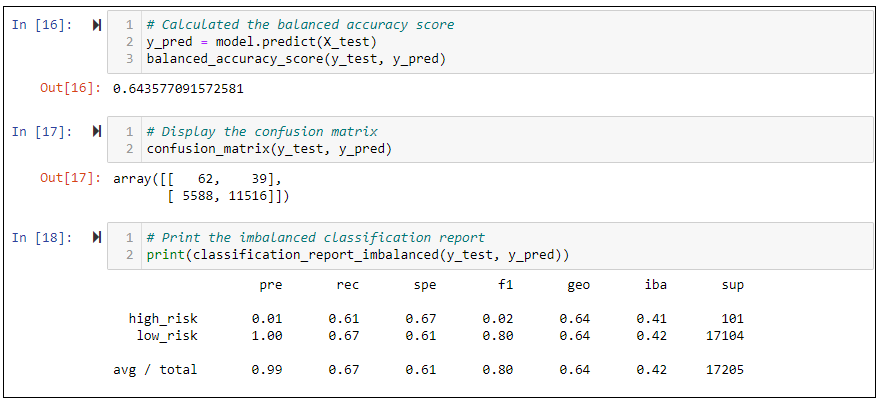 In [16]: 1 # Calculated the balanced accuracy score
2 y_pred = model.predict(X_test)
3 balanced_accuracy_score(y_test, y_pred)
Out[16]: 0.643577091572581
In [17]: 1 # Display the confusion matrix
2 confusion_matrix(y_test, y_pred)
Out[17]: array([[   62,    39],
       [ 5588, 11516]])
In [18]: 1 # Print the imbalanced classification report
2 print(classification_report_imbalanced(y_test, y_pred))
pre rec spe f1 geo iba sup
high_risk 0.01 0.61 0.67 0.02 0.64 0.41 101
low_risk 1.00 0.67 0.61 0.80 0.64 0.42 17104
avg / total 0.99 0.67 0.61 0.80 0.64 0.42 17205